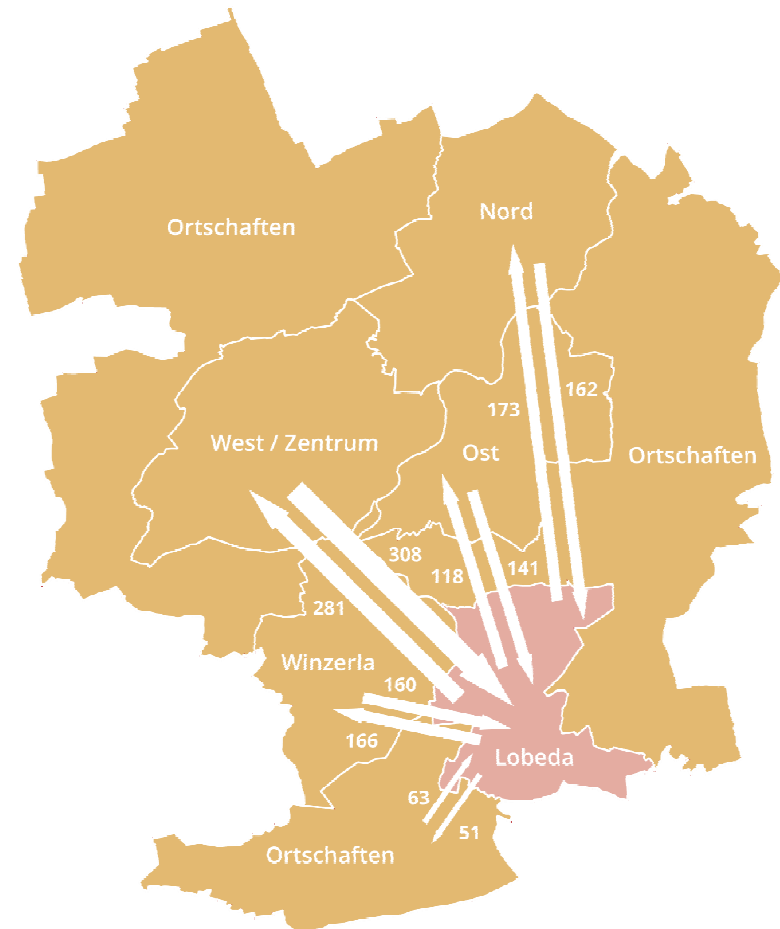 Nord
Ortschaften
173
162
West / Zentrum
Ost
Ortschaften
308
118
141
281
Winzerla
160
166
Lobeda
63
51
Ortschaften